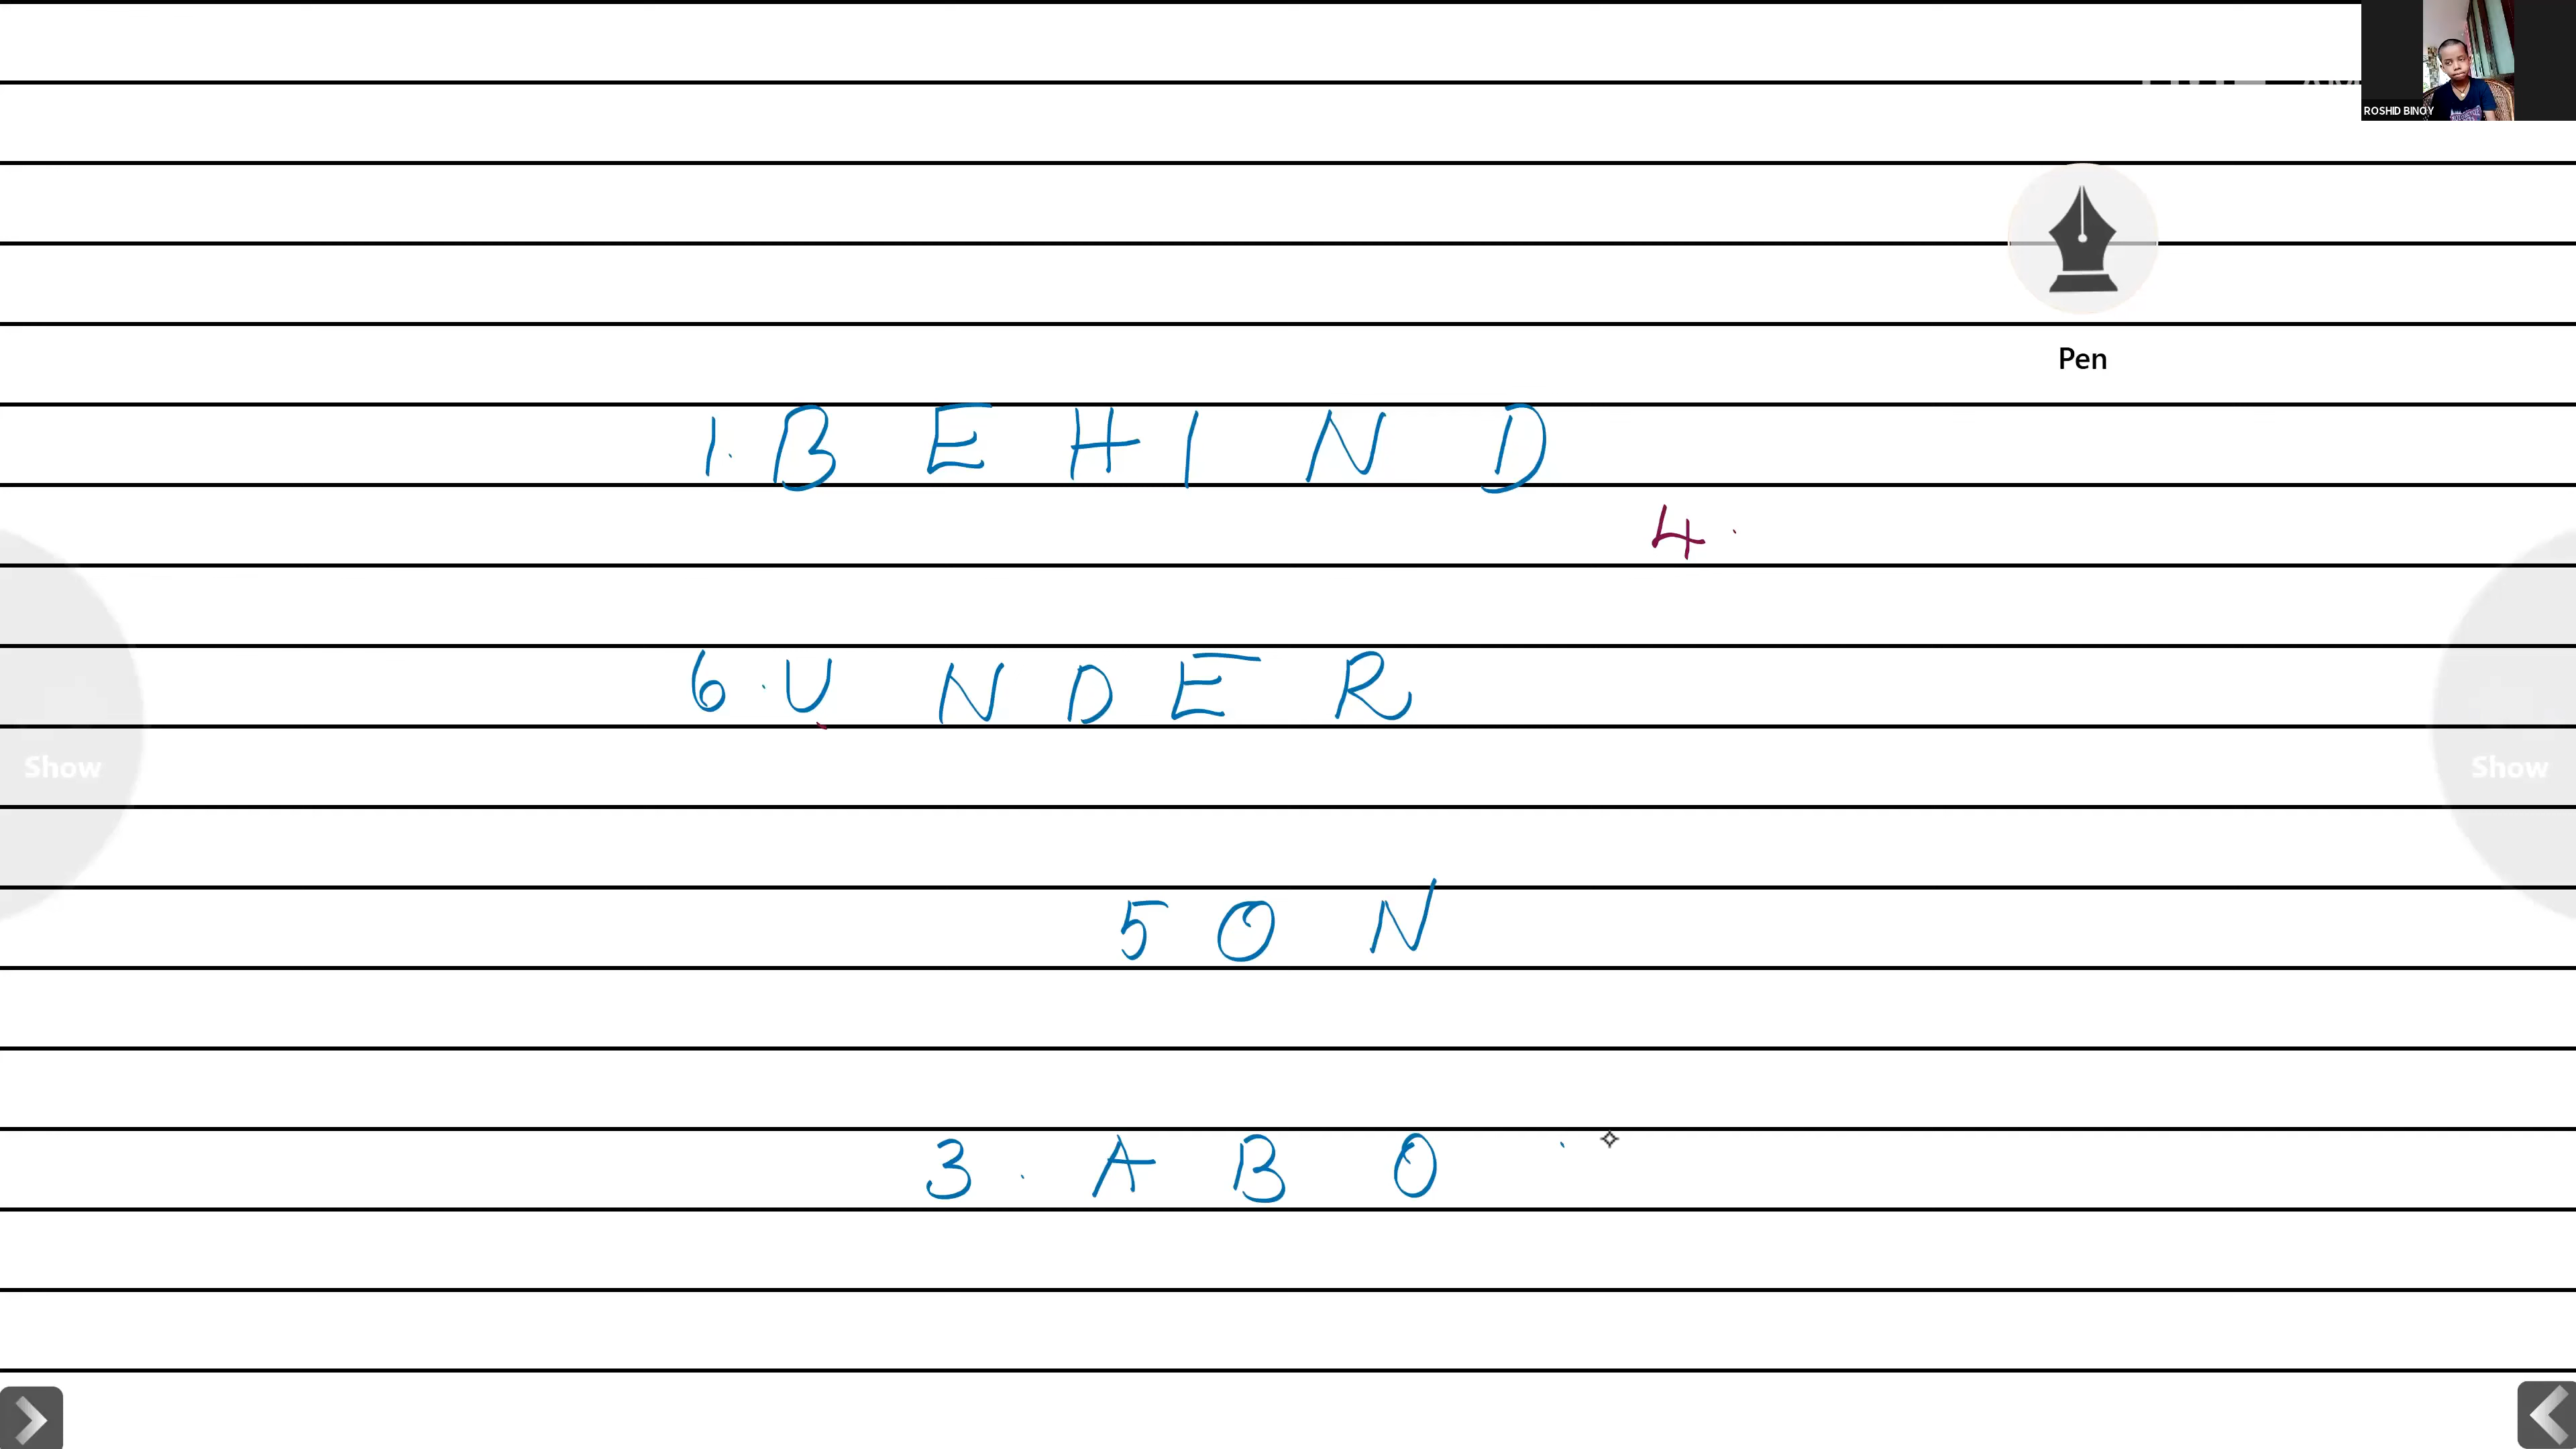 ROSHID BINOY
Pen
1. B E H I N D
4.
6. U N D E R
Show
Show
5 O N
3. A B O